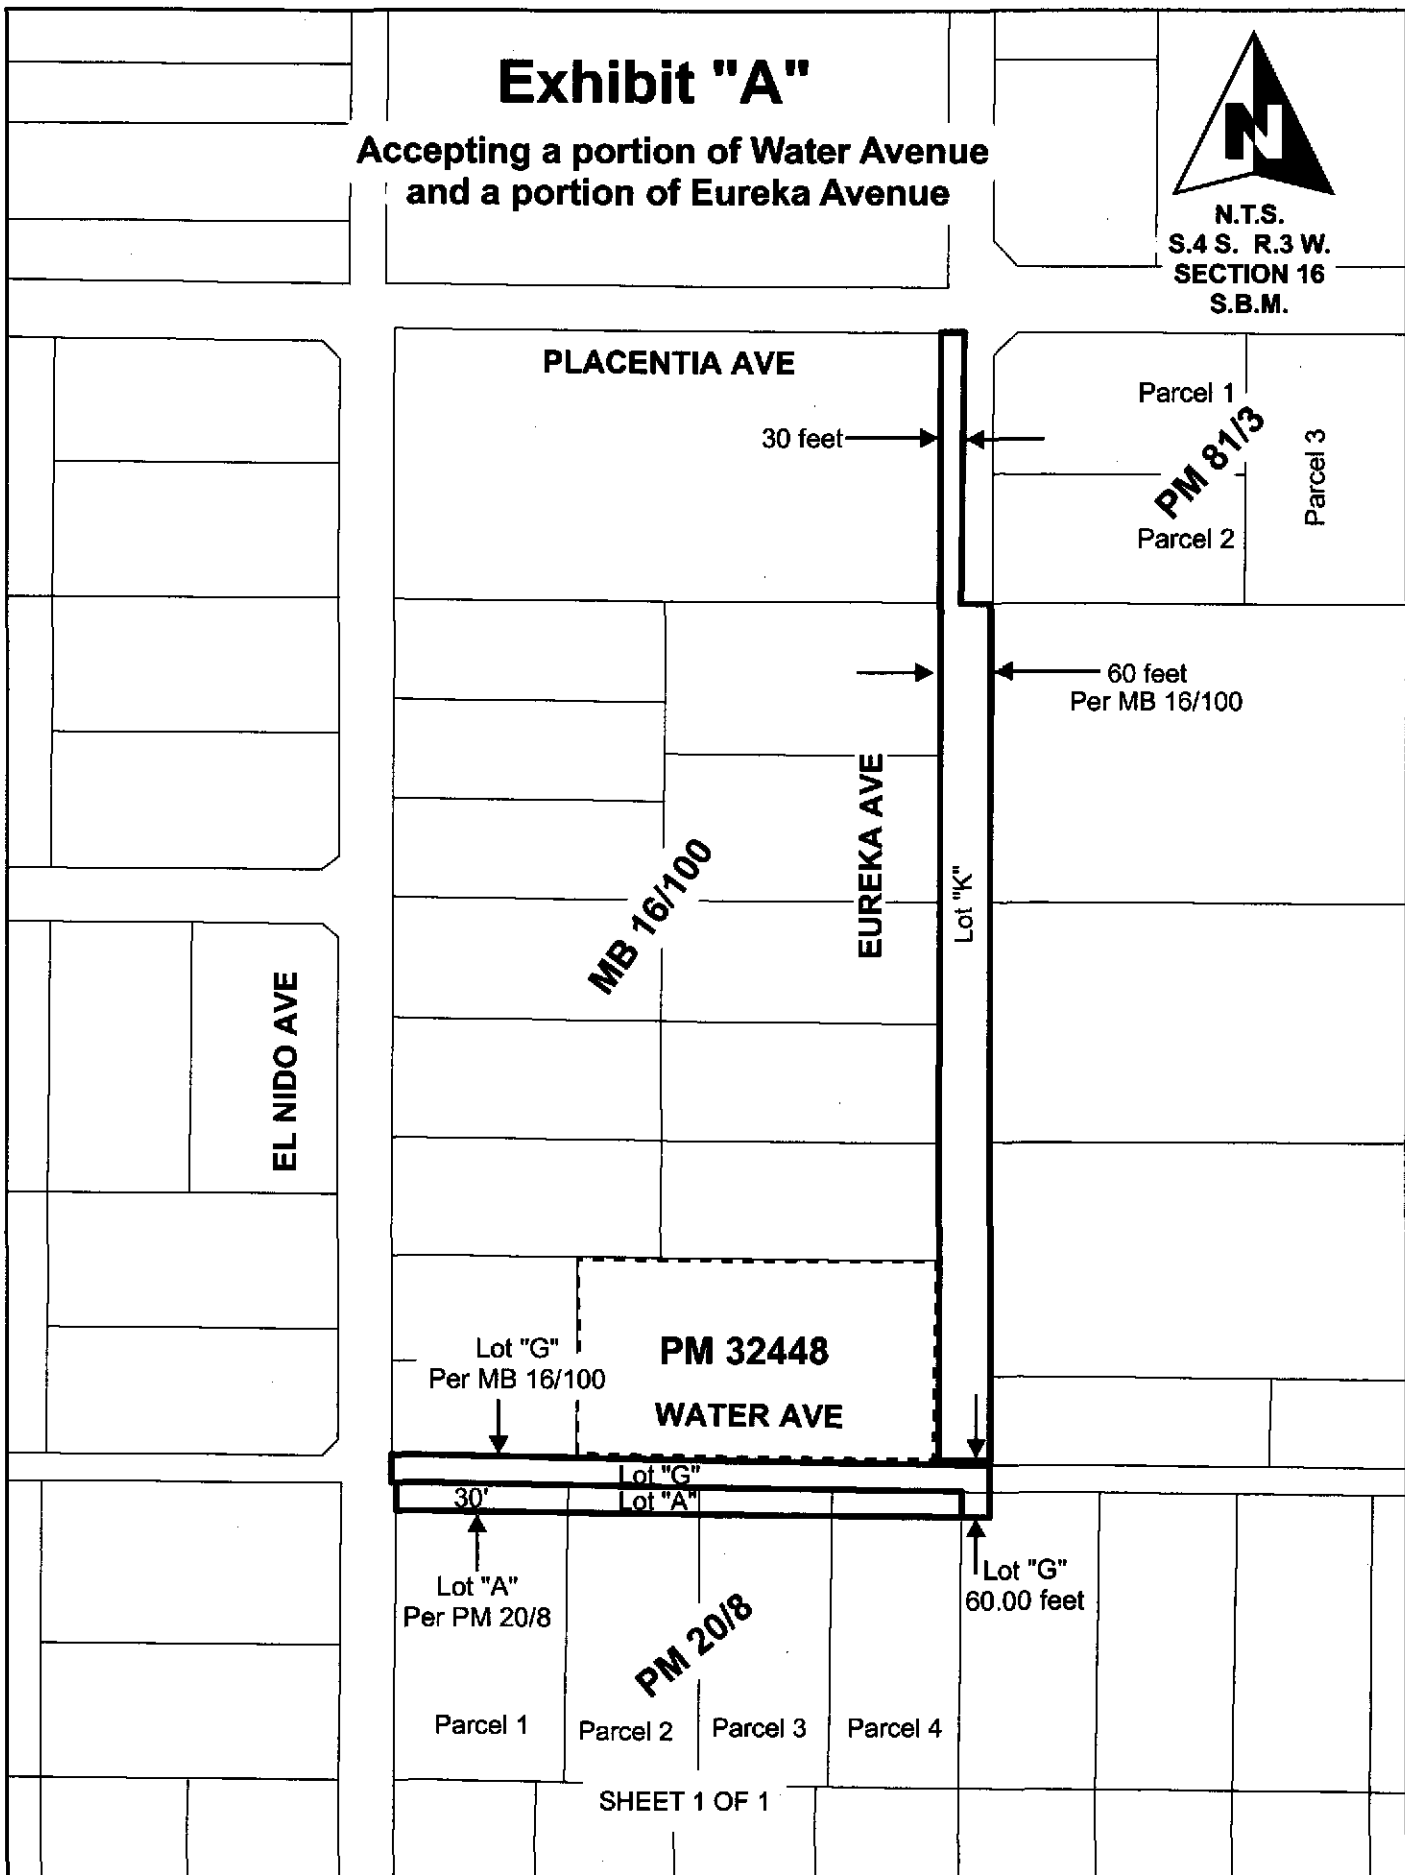 Exhibit "A"
Accepting a portion of Water Avenue
and a portion of Eureka Avenue
N
N.T.S.
S.4 S. R.3 W.
SECTION 16
S.B.M.
PLACENTIA AVE
30 feet
Parcel 1
PM 81/3
Parcel 3
Parcel 2
60 feet
Per MB 16/100
EUREKA AVE
Lot "K"
MB 16/100
EL NIDO AVE
Lot "G"
Per MB 16/100
PM 32448
WATER AVE
Lot "G"
30'
Lot "A"
Lot "A"
Per PM 20/8
Lot "G"
60.00 feet
PM 20/8
Parcel 1
Parcel 2
Parcel 3
Parcel 4
SHEET 1 OF 1